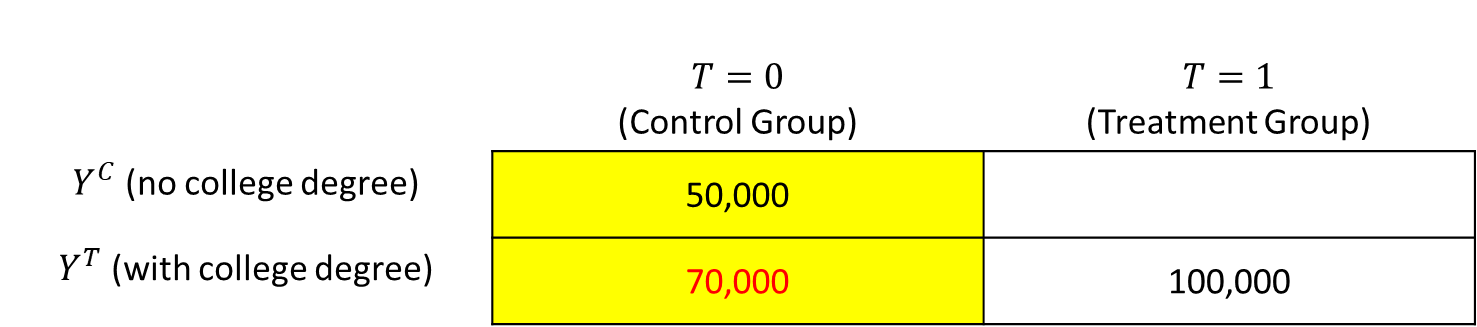 T = 0 T = 1
(Control Group) (Treatment Group)
Y^C (no college degree) 50,000
Y^T (with college degree) 70,000 100,000